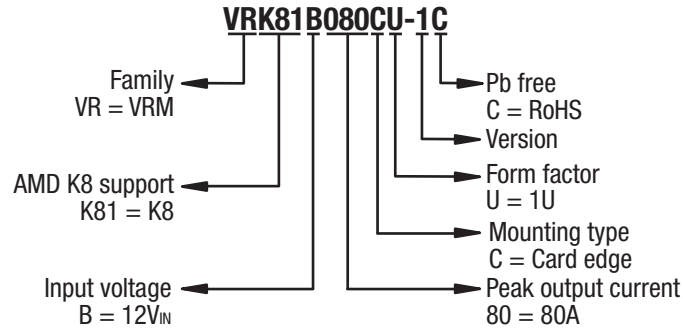 VRK81B080CU-1C
Family
VR = VRM
AMD K8 support
K81 = K8
Input voltage
B = 12VIN
Pb free
C = RoHS
Version
Form factor
U = 1U
Mounting type
C = Card edge
Peak output current
80 = 80A